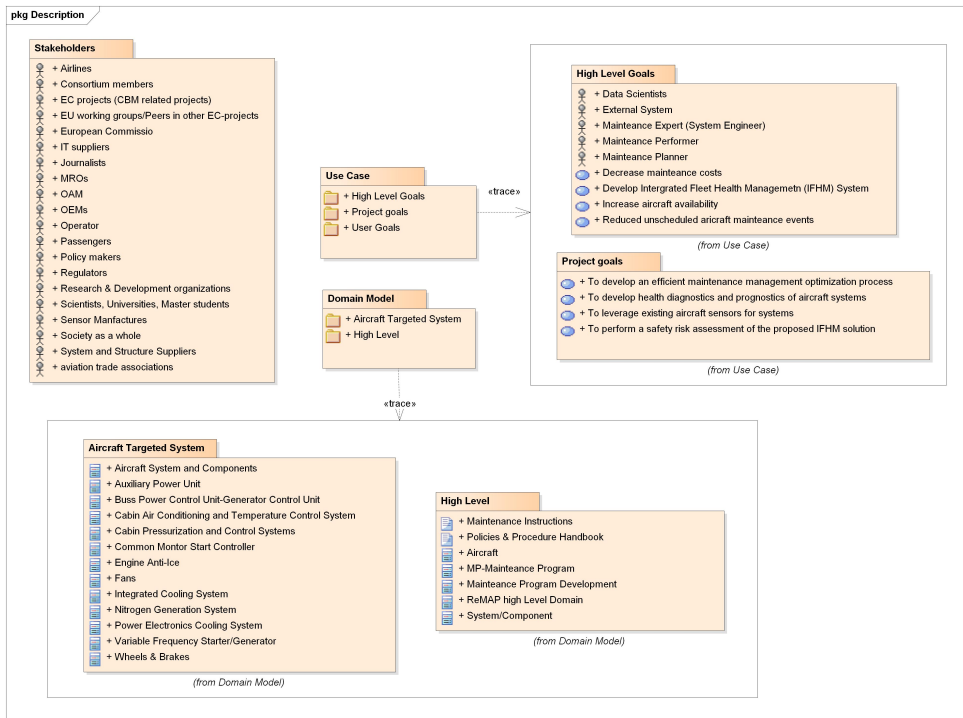 pkg Description
Stakeholders
+ Airlines
+ Consortium members
+ EC projects (CBM related projects)
+ EU working groups/Peers in other EC-projects
+ European Commissio
+ IT suppliers
+ Journalists
+ MROs
+ OAM
+ OEMs
+ Operator
+ Passengers
+ Policy makers
+ Regulators
+ Research & Development organizations
+ Scientists, Universities, Master students
+ Sensor Manfactures
+ Society as a whole
+ System and Structure Suppliers
+ aviation trade associations
Use Case
+ High Level Goals
+ Project goals
+ User Goals
«trace»
High Level Goals
+ Data Scientists
+ External System
+ Mainteance Expert (System Engineer)
+ Mainteance Performer
+ Mainteance Planner
+ Decrease mainteance costs
+ Develop Intergrated Fleet Health Managemetn (IFHM) System
+ Increase aircraft availability
+ Reduced unscheduled aircraft mainteance events
(from Use Case)
Project goals
+ To develop an efficient maintenance management optimization process
+ To develop health diagnostics and prognostics of aircraft systems
+ To leverage existing aircraft sensors for systems
+ To perform a safety risk assessment of the proposed IFHM solution
(from Use Case)
Domain Model
+ Aircraft Targeted System
+ High Level
«trace»
Aircraft Targeted System
+ Aircraft System and Components
+ Auxiliary Power Unit
+ Buss Power Control Unit-Generator Control Unit
+ Cabin Air Conditioning and Temperature Control System
+ Cabin Pressurization and Control Systems
+ Common Montor Start Controller
+ Engine Anti-Ice
+ Fans
+ Integrated Cooling System
+ Nitrogen Generation System
+ Power Electronics Cooling System
+ Variable Frequency Starter/Generator
+ Wheels & Brakes
(from Domain Model)
High Level
+ Maintenance Instructions
+ Policies & Procedure Handbook
+ Aircraft
+ MP-Mainteance Program
+ Mainteance Program Development
+ ReMAP high Level Domain
+ System/Component
(from Domain Model)